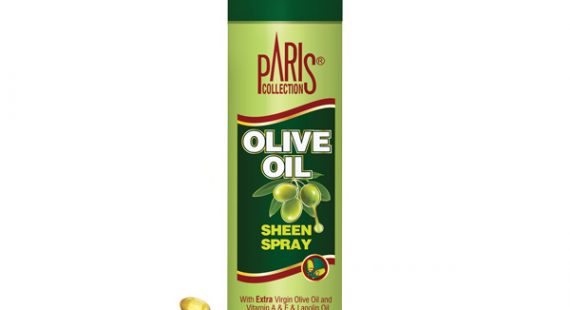 PARIS®
COLLECTION
OLIVE
OIL
SHEEN
SPRAY
With Extra Virgin Olive Oil and
Vitamin A & E & Lanolin Oil